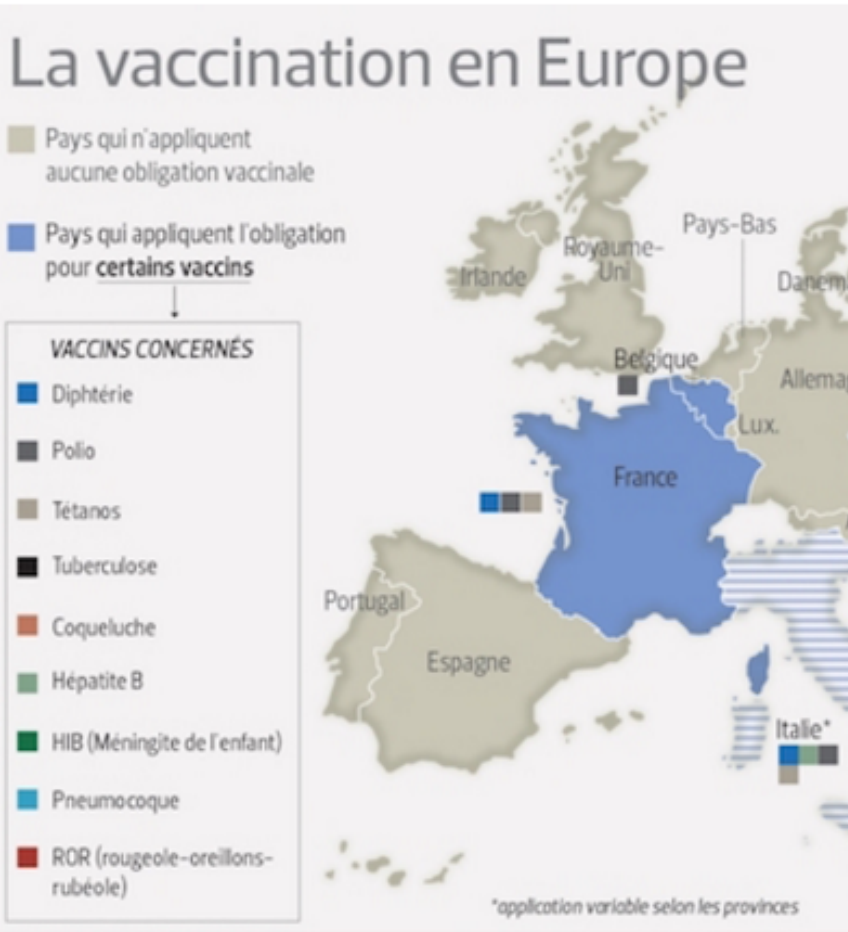 La vaccination en Europe
Pays qui n'appliquent
aucune obligation vaccinale
Pays qui appliquent l'obligation
pour certains vaccins
VACCINS CONCERNÉS
Diphtérie
Polio
Tétanos
Tuberculose
Coqueluche
Hépatite B
HIB (Méningite de l'enfant)
Pneumocoque
ROR (rougeole-oreillons-
rubéole)
Pays-Bas
Royaume-
Uni
Irlande
Danem
Belgique
Allema
Lux.
France
Portugal
Espagne
Italie*
*application variable selon les provinces